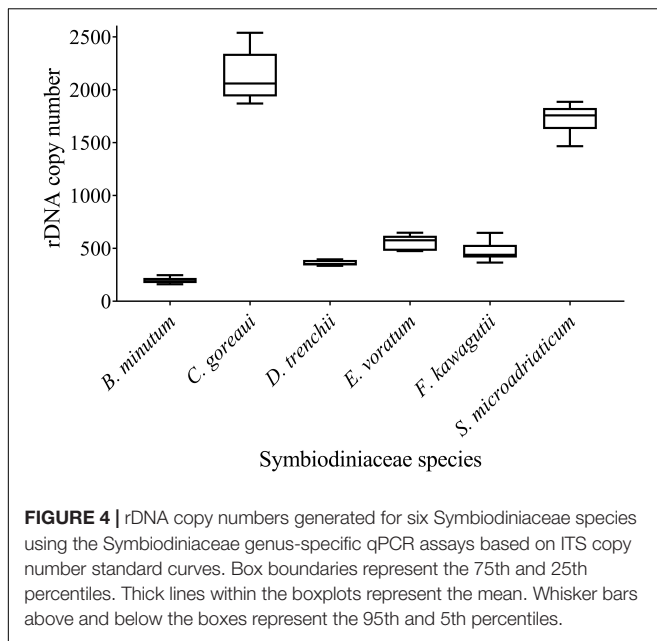 2500
2000
1500
1000
500
0
rDNA copy number
B. minutum
C. goreaui
D. trenchii
E. voratum
F. kawagutii
S. microadriaticum
Symbiodiniaceae species
FIGURE 4 | rDNA copy numbers generated for six Symbiodiniaceae species
using the Symbiodiniaceae genus-specific qPCR assays based on ITS copy
number standard curves. Box boundaries represent the 75th and 25th
percentiles. Thick lines within the boxplots represent the mean. Whisker bars
above and below the boxes represent the 95th and 5th percentiles.